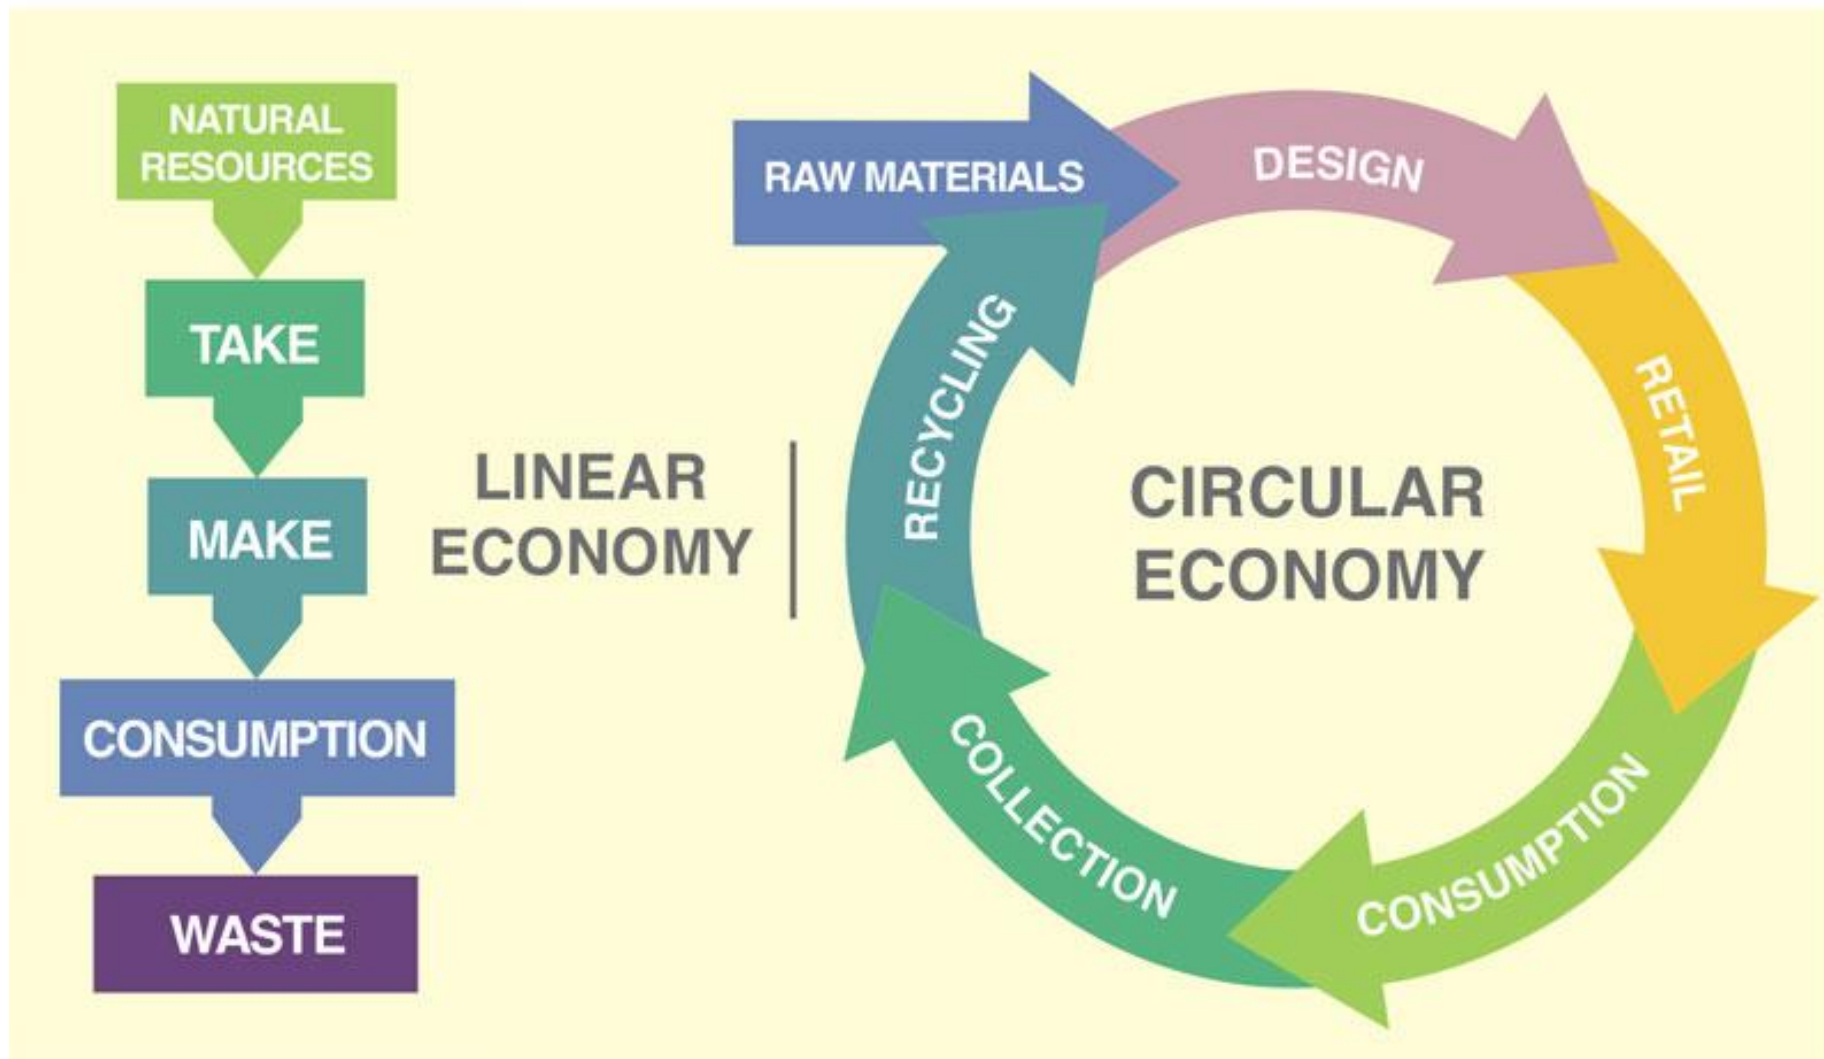 NATURAL
RESOURCES
TAKE
MAKE
CONSUMPTION
WASTE
LINEAR
ECONOMY
RAW MATERIALS
DESIGN
RETAIL
CONSUMPTION
COLLECTION
RECYCLING
CIRCULAR
ECONOMY